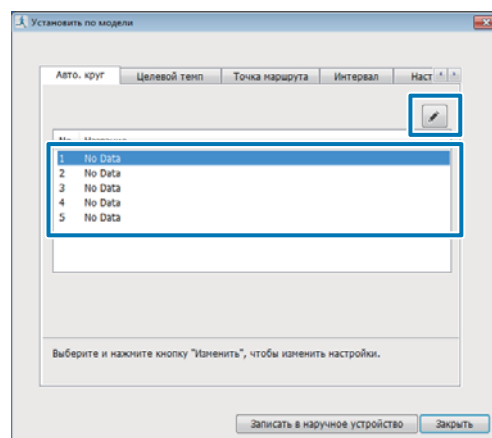 Установить по модели
Авто. круг Целевой темп Точка маршрута Интервал Наст
1 No Data
2 No Data
3 No Data
4 No Data
5 No Data
Выберите и нажмите кнопку "Изменить", чтобы изменить настройки.
Записать в наручное устройство Закрыть